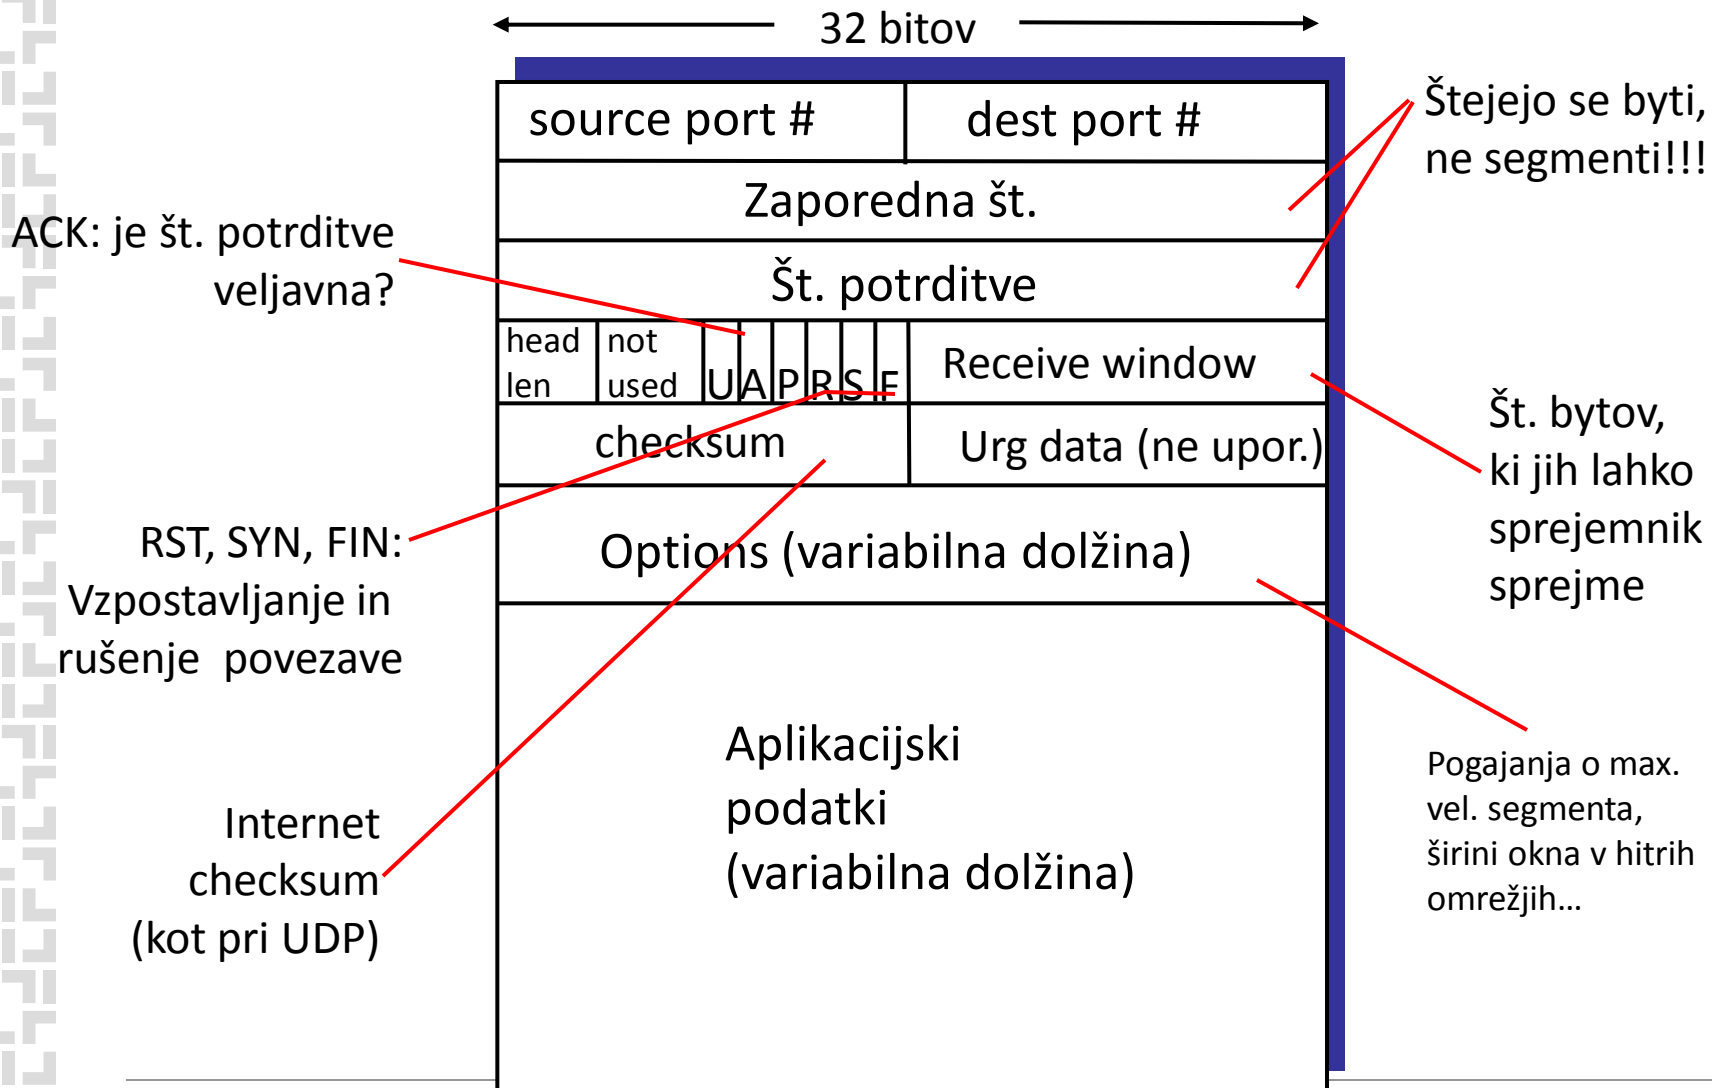 32 bitov
source port #
dest port #
Štejejo se byti,
ne segmenti!!!
Zaporedna št.
ACK: je št. potrditve
veljavna?
Št. potrditve
head
len
not
used
U A P R S F
Receive window
Št. bytov,
ki jih lahko
sprejemnik
sprejme
checksum
Urg data (ne upor.)
RST, SYN, FIN:
Vzpostavljanje in
rušenje povezave
Options (variabilna dolžina)
Aplikacijski
podatki
(variabilna dolžina)
Pogajanja o max.
vel. segmenta,
širini okna v hitrih
omrežjih...
Internet
checksum
(kot pri UDP)